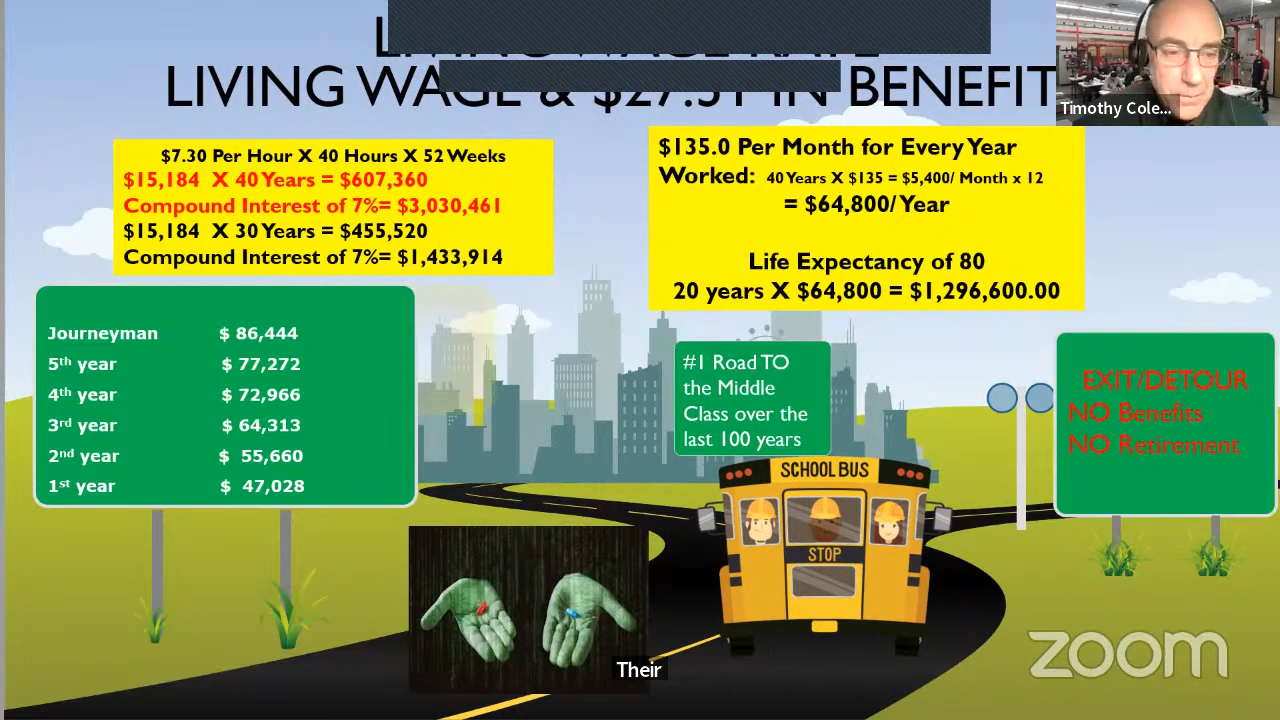 LIVING WAGE RATE
LIVING WAGE & $27.51 IN BENEFIT
Timothy Cole...
$7.30 Per Hour X 40 Hours X 52 Weeks
$15,184 X 40 Years = $607,360
Compound Interest of 7%= $3,030,461
$15,184 X 30 Years = $455,520
Compound Interest of 7%= $1,433,914
$135.0 Per Month for Every Year
Worked: 40 Years X $135 = $5,400/ Month x 12
= $64,800/ Year
Life Expectancy of 80
20 years X $64,800 = $1,296,600.00
Journeyman $ 86,444
5th year $ 77,272
4th year $ 72,966
3rd year $ 64,313
2nd year $ 55,660
1st year $ 47,028
#1 Road TO
the Middle
Class over the
last 100 years
EXIT/DETOUR
NO Benefits
NO Retirement
SCHOOL BUS
STOP
Their
zoom